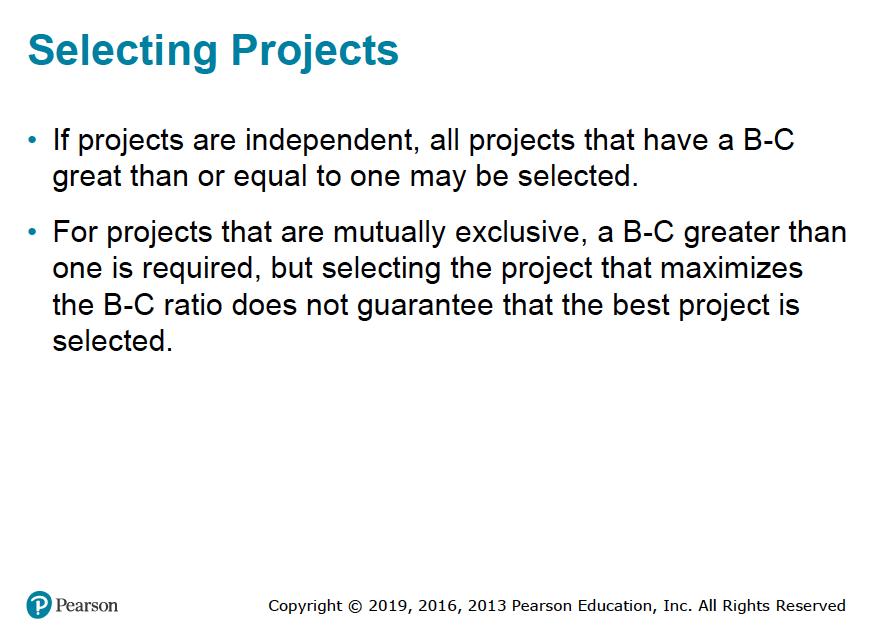 Selecting Projects
• If projects are independent, all projects that have a B-C
great than or equal to one may be selected.
• For projects that are mutually exclusive, a B-C greater than
one is required, but selecting the project that maximizes
the B-C ratio does not guarantee that the best project is
selected.
Pearson
Copyright © 2019, 2016, 2013 Pearson Education, Inc. All Rights Reserved